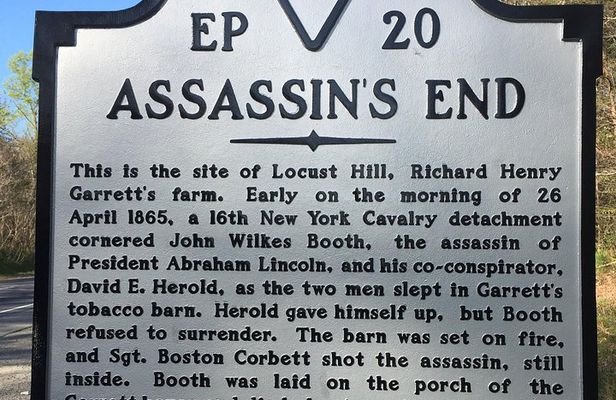 EP 20
ASSASSIN'S END
This is the site of Locust Hill, Richard Henry
Garrett's farm. Early on the morning of 26
April 1865, a 16th New York Cavalry detachment
cornered John Wilkes Booth, the assassin of
President Abraham Lincoln, and his co-conspirator,
David E. Herold, as the two men slept in Garrett's
tobacco barn. Herold gave himself up, but Booth
refused to surrender. The barn was set on fire,
and Sgt. Boston Corbett shot the assassin, still
inside. Booth was laid on the porch of the
Garrett